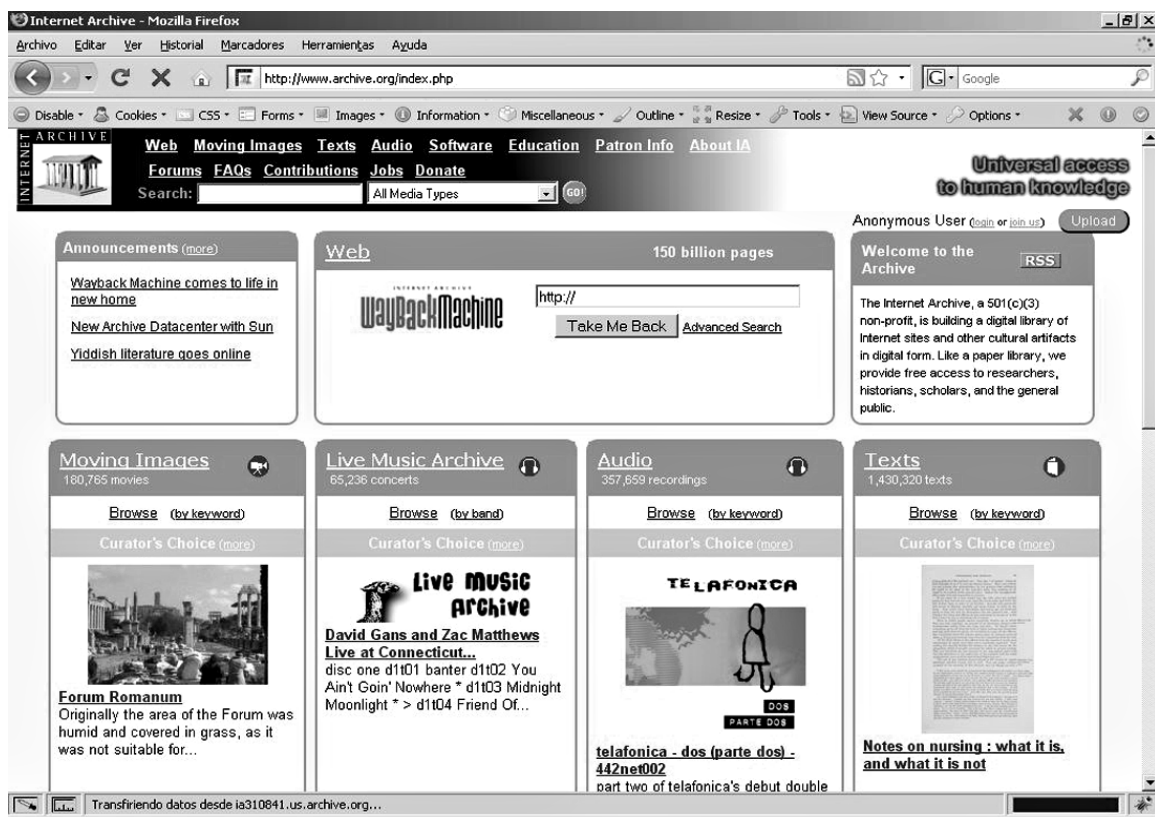 Internet Archive - Mozilla Firefox
Archivo Editar Ver Historial Marcadores Herramientas Ayuda
http://www.archive.org/index.php
G Google
Disable Cookies CSS Forms Images Information Miscellaneous Outline Resize Tools View Source Options
INTERNET ARCHIVE
Web Moving Images Texts Audio Software Education Patron Info About IA
Forums FAQs Contributions Jobs Donate
Search: All Media Types GO!
Universal access
to human knowledge
Anonymous User (login or join us) Upload
Announcements (more)
Wayback Machine comes to life in
new home
New Archive Datacenter with Sun
Yiddish literature goes online
Web 150 billion pages
INTERNET ARCHIVE
WayBackMachine
http://
Take Me Back Advanced Search
Welcome to the
Archive
RSS
The Internet Archive, a 501(c)(3)
non-profit, is building a digital library of
Internet sites and other cultural artifacts
in digital form. Like a paper library, we
provide free access to researchers,
historians, scholars, and the general
public.
Moving Images
180,765 movies
Browse (by keyword)
Curator's Choice (more)
Forum Romanum
Originally the area of the Forum was
humid and covered in grass, as it
was not suitable for...
Live Music Archive
65,236 concerts
Browse (by band)
Curator's Choice (more)
Live Music
Archive
David Gans and Zac Matthews
Live at Connecticut...
disc one d1t01 banter d1t02 You
Ain't Goin' Nowhere * d1t03 Midnight
Moonlight * > d1t04 Friend Of...
Audio
357,659 recordings
Browse (by keyword)
Curator's Choice (more)
TELAFONICA
DOS
PARTE DOS
telafonica - dos (parte dos) -
442net002
part two of telafonica's debut double
Texts
1,430,320 texts
Browse (by keyword)
Curator's Choice (more)
Notes on nursing : what it is,
and what it is not
Transfiriendo datos desde ia310841.us.archive.org...